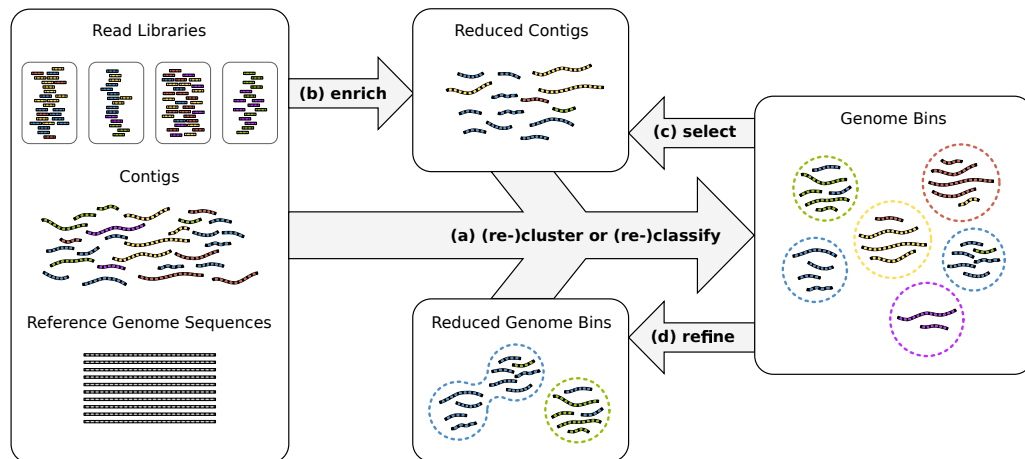 Read Libraries
Contigs
Reference Genome Sequences
(b) enrich
Reduced Contigs
(c) select
Genome Bins
(a) (re-)cluster or (re-)classify
Reduced Genome Bins
(d) refine